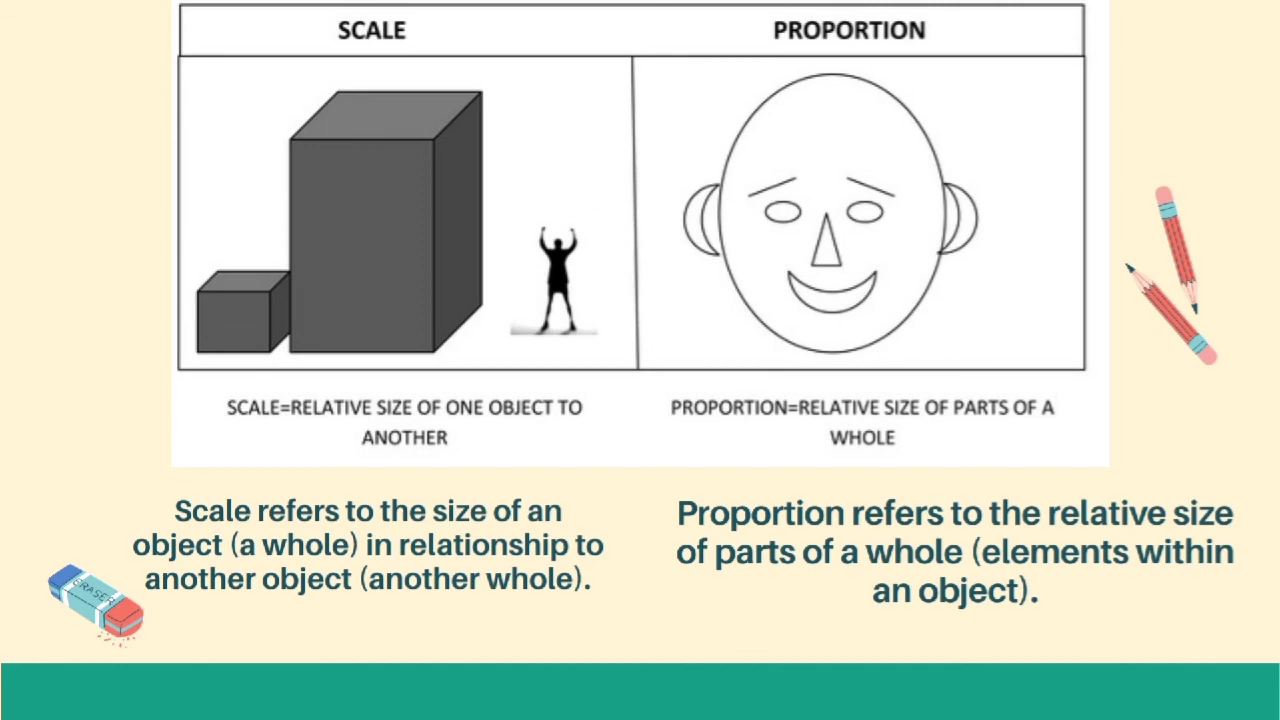 SCALE
PROPORTION
SCALE=RELATIVE SIZE OF ONE OBJECT TO
ANOTHER
PROPORTION=RELATIVE SIZE OF PARTS OF A
WHOLE
Scale refers to the size of an
object (a whole) in relationship to
another object (another whole).
Proportion refers to the relative size
of parts of a whole (elements within
an object).
ERASER